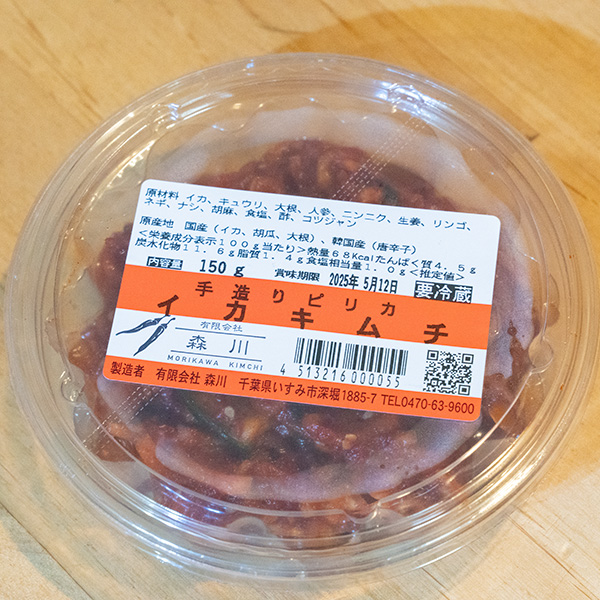 原材料 イカ、キュウリ、大根、人参、ニンニク、生姜、リンゴ、
ネギ、ナシ、胡麻、食塩、酢、コツジャン
原産地 国産（イカ、胡瓜、大根）、韓国産（唐辛子）
<栄養成分表示１００ｇ当たり>熱量６８Kcalたんぱく質４．５ｇ
炭水化物１１．６ｇ脂質１．４ｇ食塩相当量１．０ｇ<推定値>
内容量 150ｇ 賞味期限 2025年 5月12日 要冷蔵
手造りピリカ
イカキムチ
有限会社
森川
MORIKAWA KIMCHI
4 513216 000055
製造者 有限会社 森川 千葉県いすみ市深堀1885-7 TEL0470-63-9600